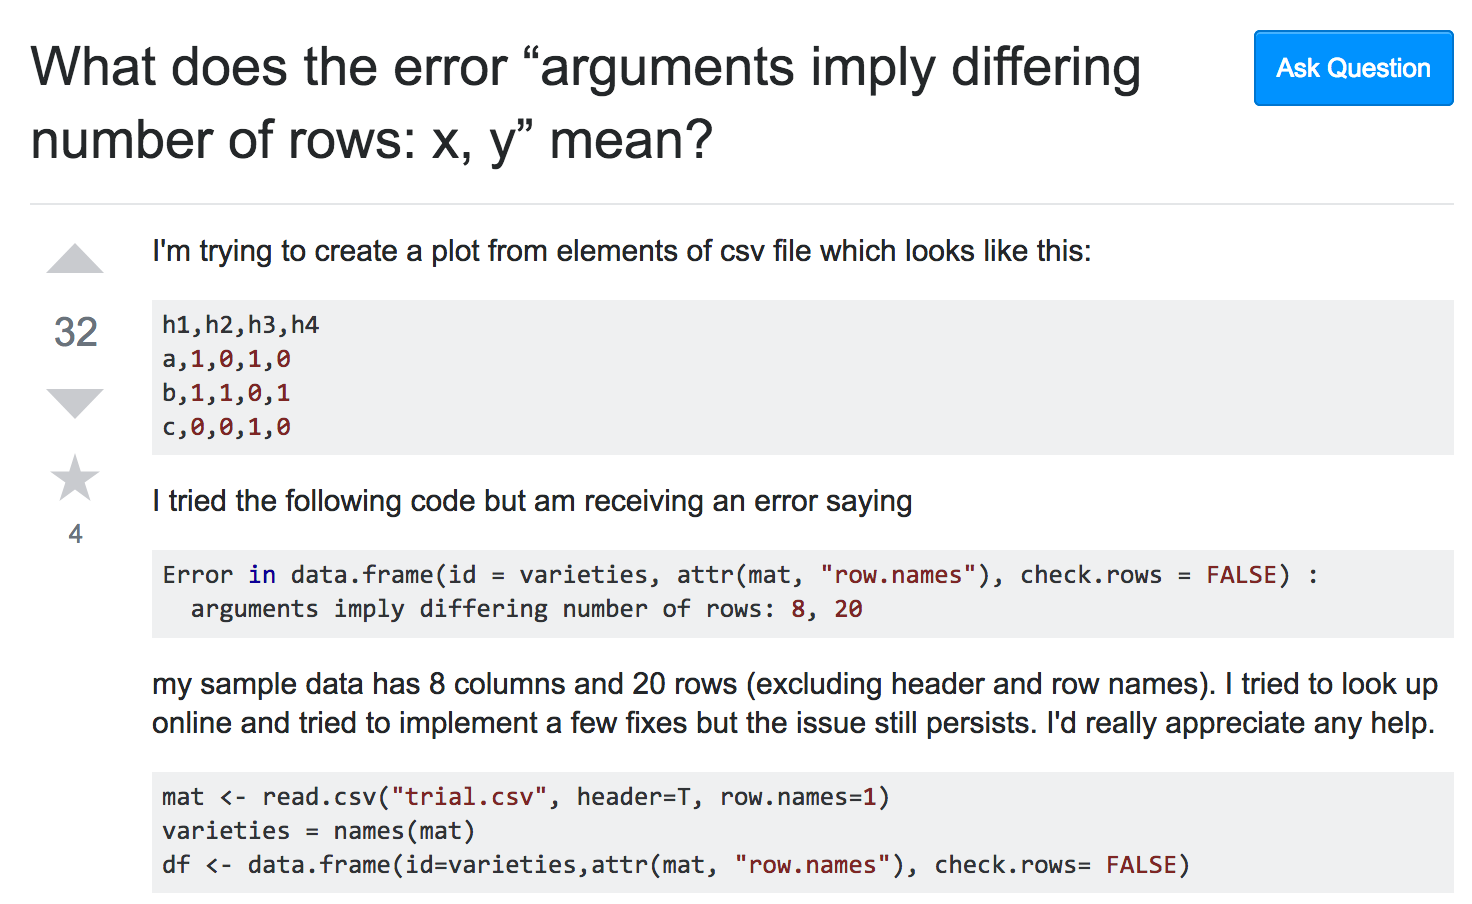 What does the error “arguments imply differing
number of rows: x, y” mean?
Ask Question
I'm trying to create a plot from elements of csv file which looks like this:
32
h1,h2,h3,h4
a,1,0,1,0
b,1,1,0,1
c,0,0,1,0
4
I tried the following code but am receiving an error saying
Error in data.frame(id = varieties, attr(mat, "row.names"), check.rows = FALSE) :
  arguments imply differing number of rows: 8, 20
my sample data has 8 columns and 20 rows (excluding header and row names). I tried to look up
online and tried to implement a few fixes but the issue still persists. I'd really appreciate any help.
mat <- read.csv("trial.csv", header=T, row.names=1)
varieties = names(mat)
df <- data.frame(id=varieties,attr(mat, "row.names"), check.rows= FALSE)